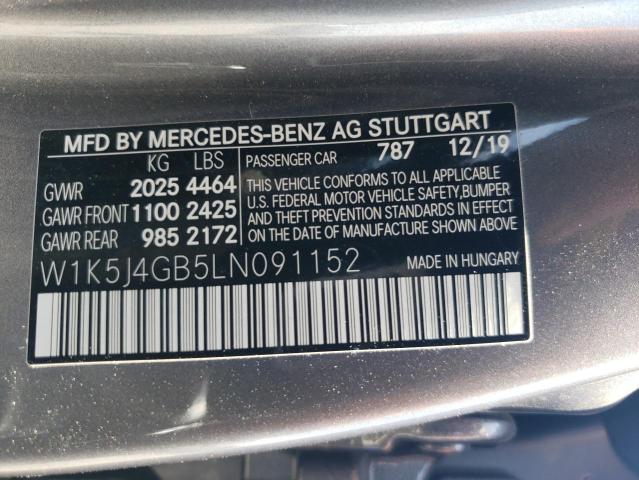 MFD BY MERCEDES-BENZ AG STUTTGART
KG LBS PASSENGER CAR 787 12/19
GVWR 2025 4464
GAWR FRONT 1100 2425
GAWR REAR 985 2172
THIS VEHICLE CONFORMS TO ALL APPLICABLE
U.S. FEDERAL MOTOR VEHICLE SAFETY,BUMPER
AND THEFT PREVENTION STANDARDS IN EFFECT
ON THE DATE OF MANUFACTURE SHOWN ABOVE.
W1K5J4GB5LN091152
MADE IN HUNGARY